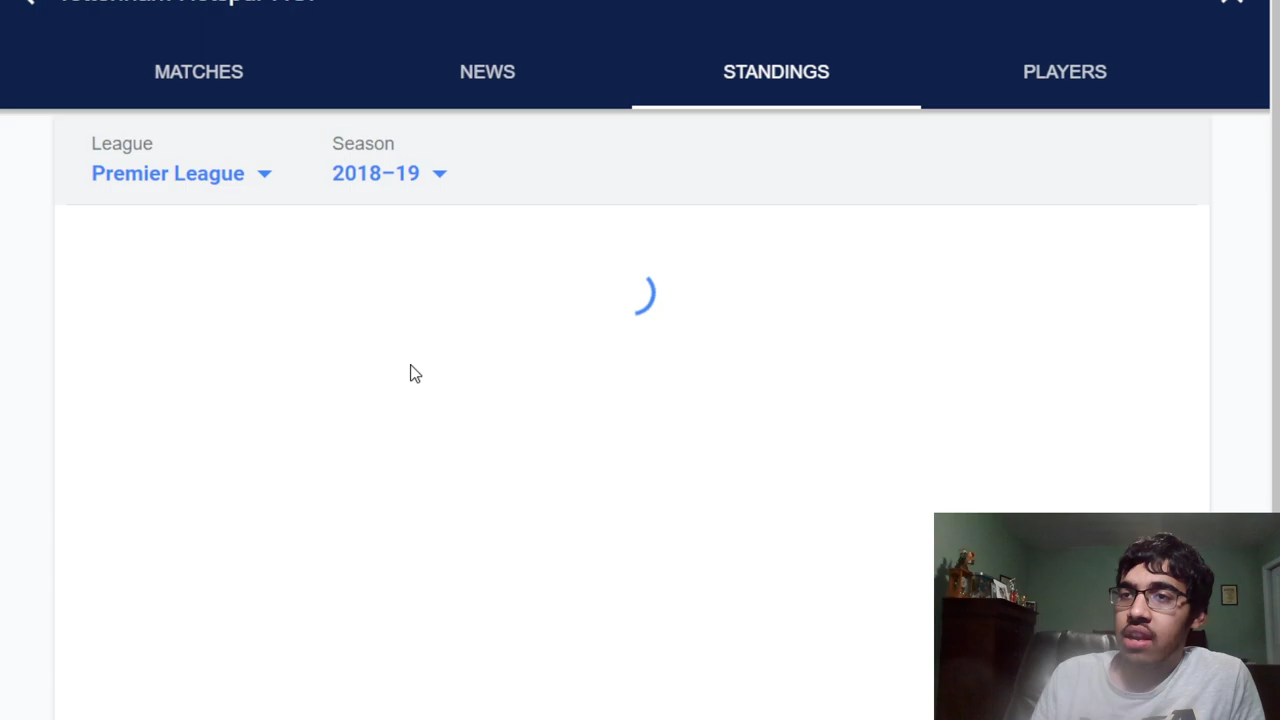 MATCHES NEWS STANDINGS PLAYERS
League Season
Premier League 2018–19